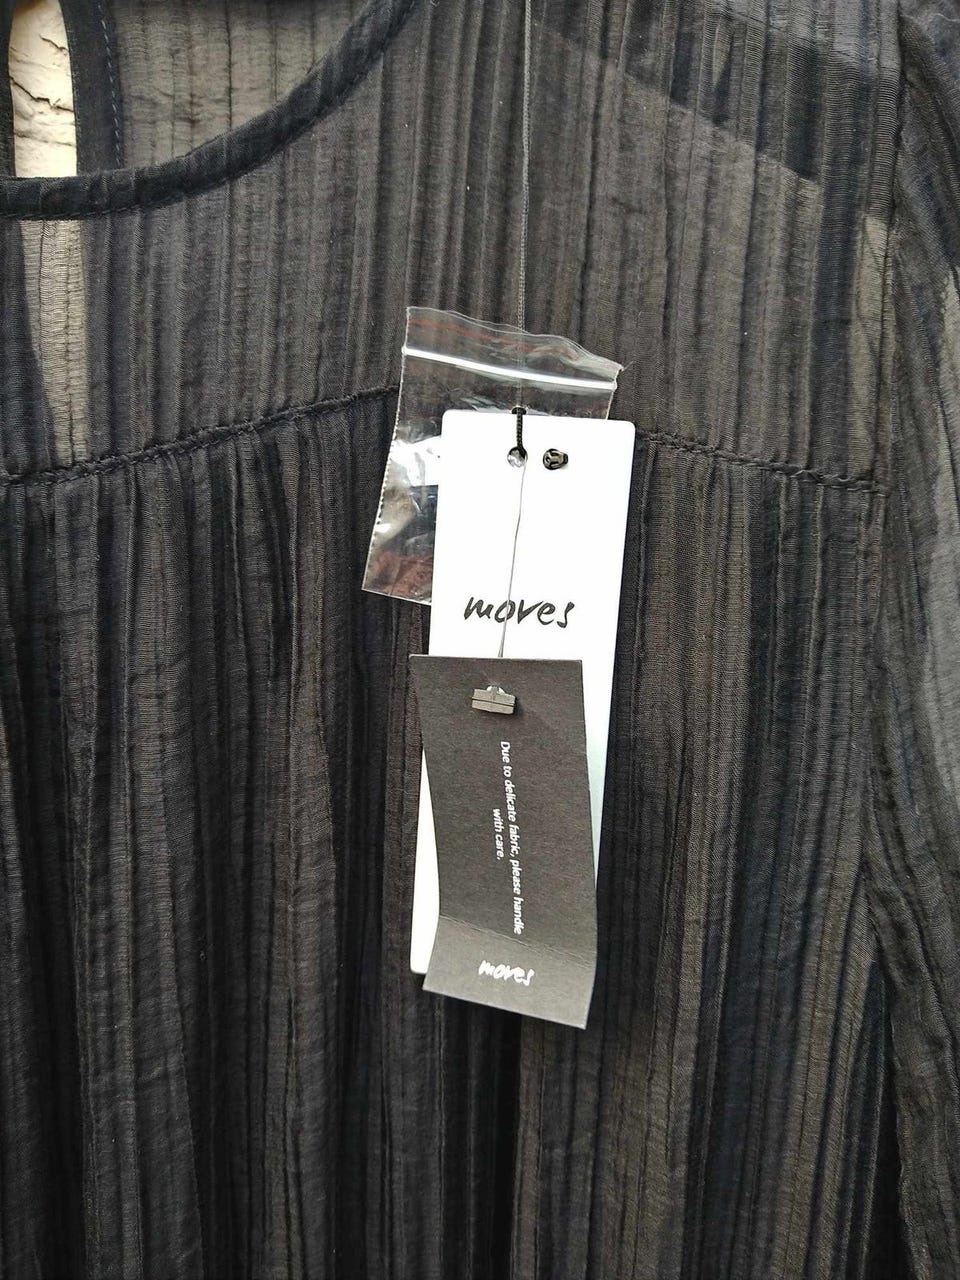 moves
Due to delicate fabric, please handle
with care.
moves